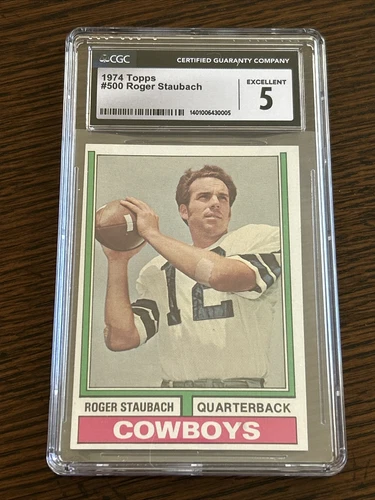 CGC
CERTIFIED GUARANTY COMPANY
1974 Topps
#500 Roger Staubach
EXCELLENT
5
1401006430005
12
ROGER STAUBACH
QUARTERBACK
COWBOYS